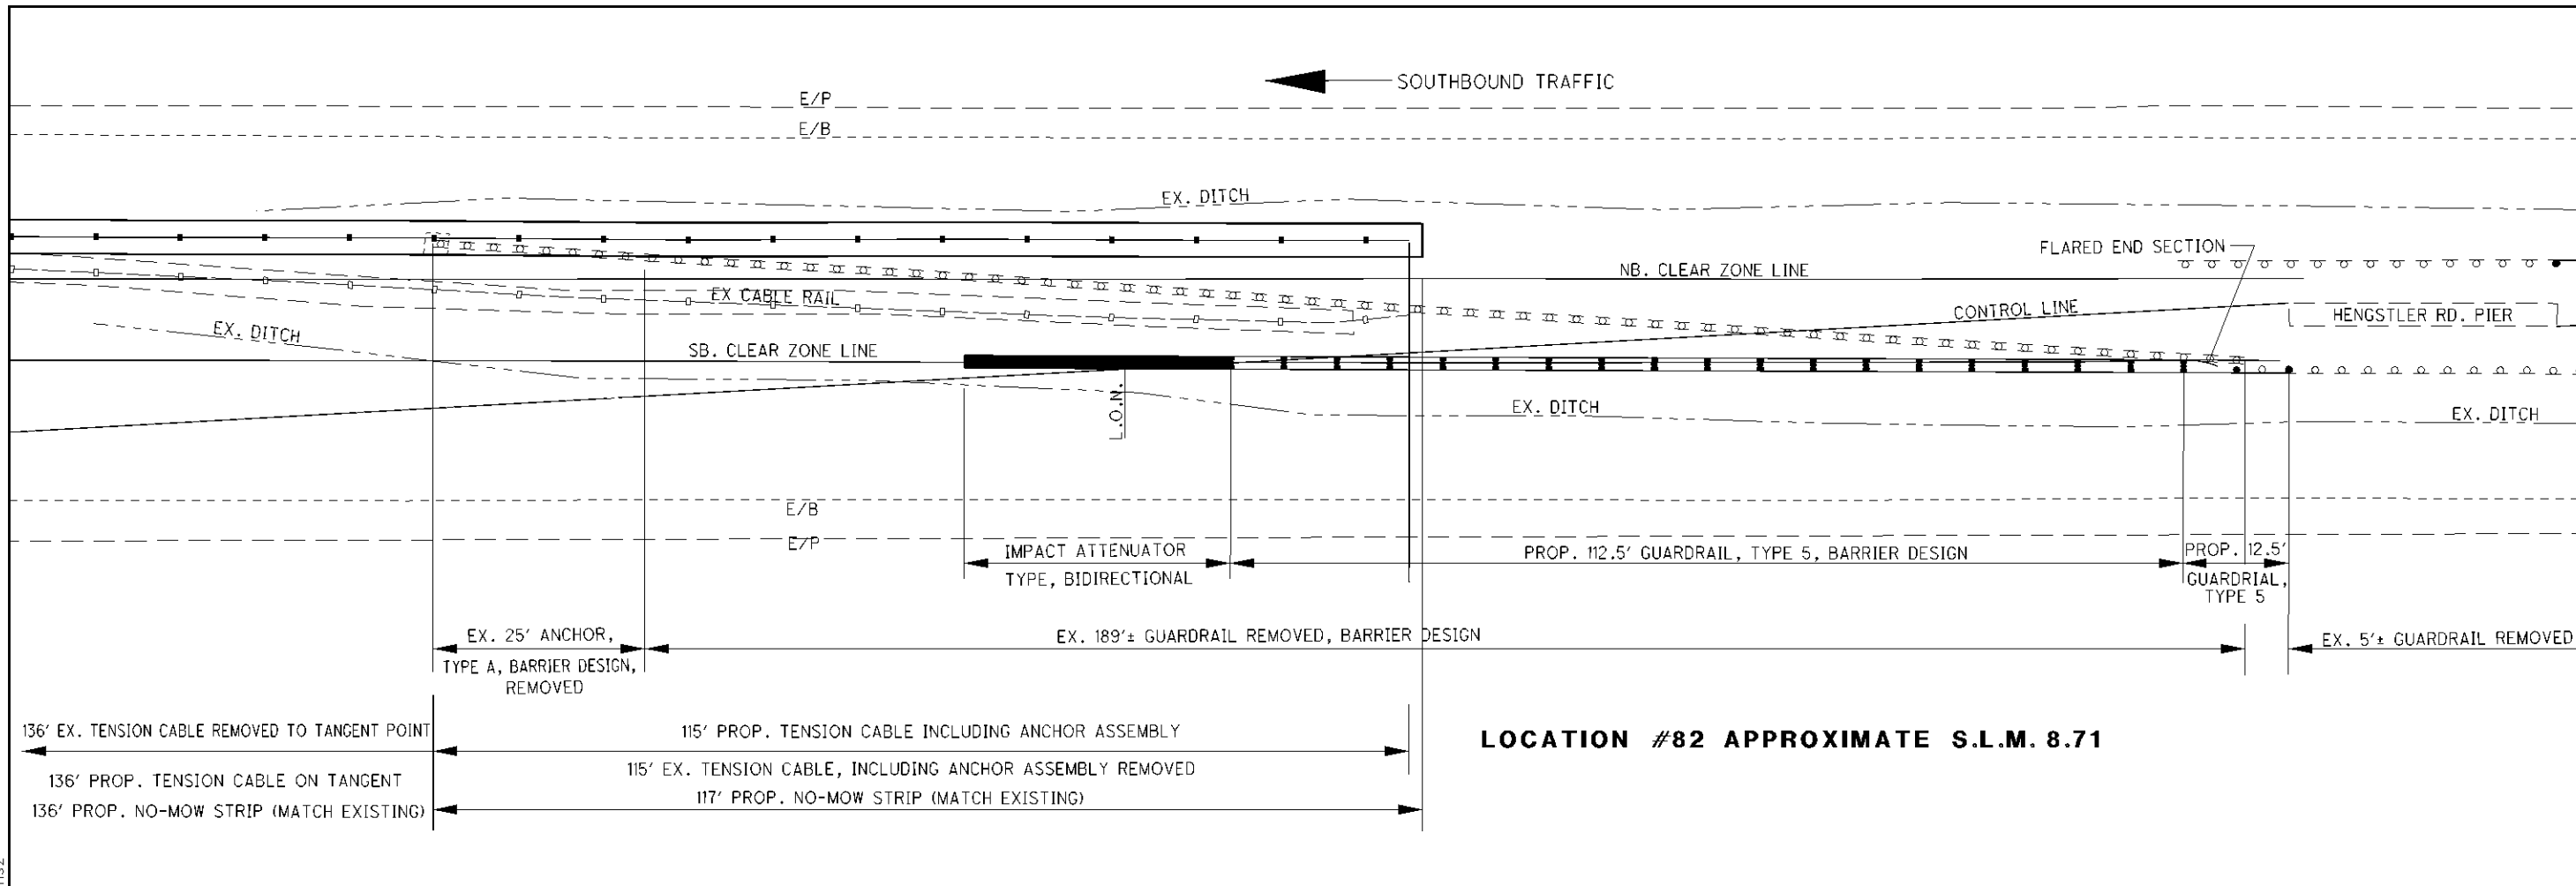 SOUTHBOUND TRAFFIC
E/P
E/B
EX. DITCH
FLARED END SECTION
NB. CLEAR ZONE LINE
EX CABLE RAIL
CONTROL LINE
HENGSTLER RD. PIER
EX. DITCH
SB. CLEAR ZONE LINE
L.O.N.
EX. DITCH
EX. DITCH
E/B
E/P
IMPACT ATTENUATOR
TYPE, BIDIRECTIONAL
PROP. 112.5' GUARDRAIL, TYPE 5, BARRIER DESIGN
PROP. 12.5'
GUARDRIAL,
TYPE 5
EX. 25' ANCHOR,
TYPE A, BARRIER DESIGN,
REMOVED
EX. 189'± GUARDRAIL REMOVED, BARRIER DESIGN
EX. 5'± GUARDRAIL REMOVED
136' EX. TENSION CABLE REMOVED TO TANGENT POINT
115' PROP. TENSION CABLE INCLUDING ANCHOR ASSEMBLY
LOCATION #82 APPROXIMATE S.L.M. 8.71
115' EX. TENSION CABLE, INCLUDING ANCHOR ASSEMBLY REMOVED
136' PROP. TENSION CABLE ON TANGENT
117' PROP. NO-MOW STRIP (MATCH EXISTING)
136' PROP. NO-MOW STRIP (MATCH EXISTING)